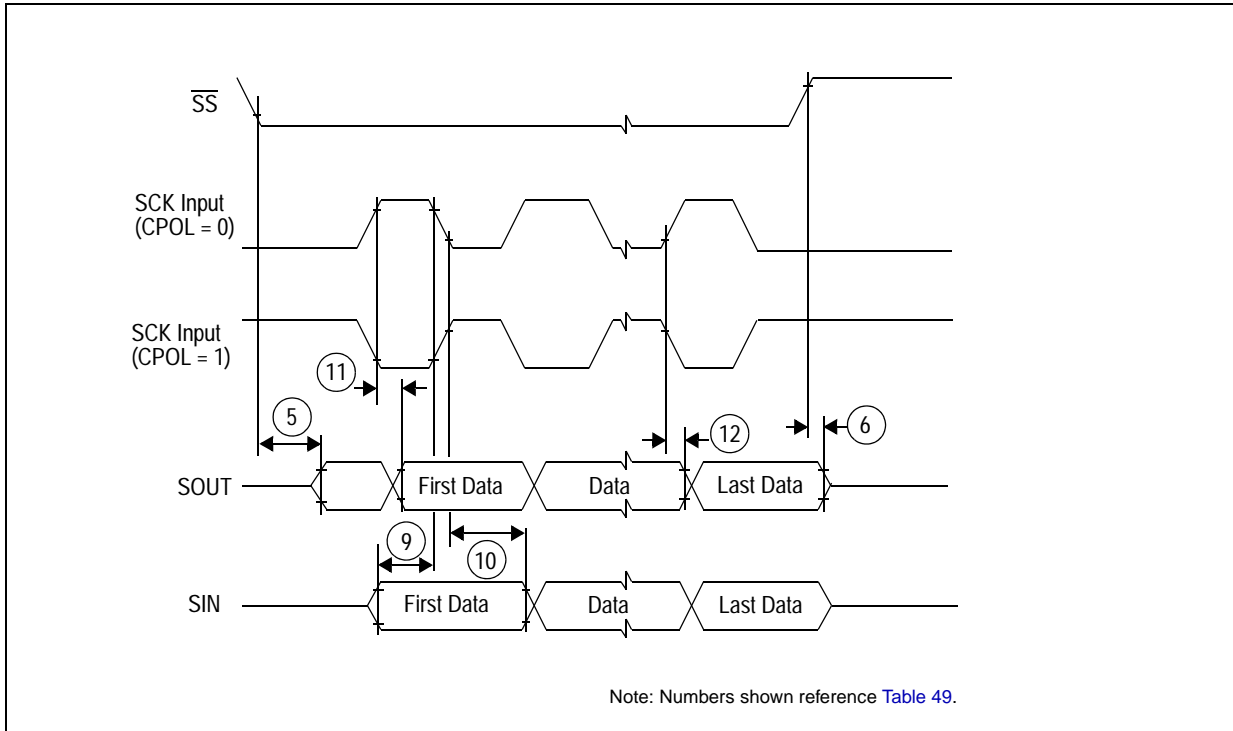 SS
SCK Input
(CPOL = 0)
SCK Input
(CPOL = 1)
11
5
12
6
SOUT
First Data
Data
Last Data
9
10
SIN
First Data
Data
Last Data
Note: Numbers shown reference Table 49.